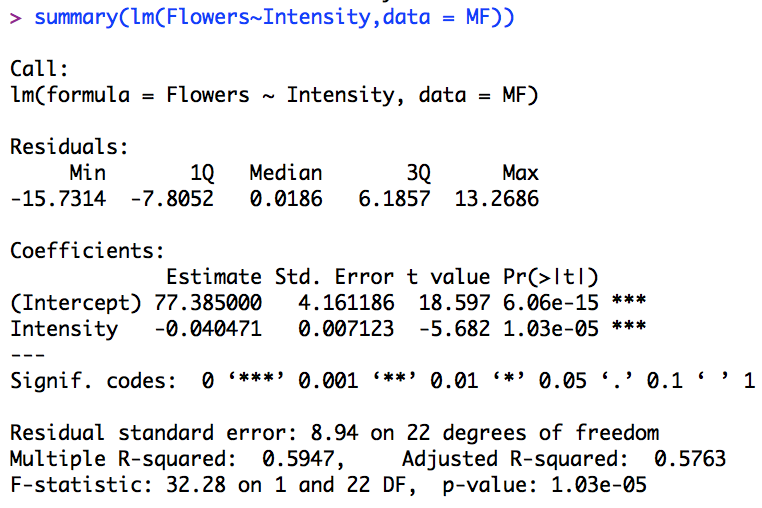 > summary(lm(Flowers~Intensity,data = MF))
Call:
lm(formula = Flowers ~ Intensity, data = MF)
Residuals:
Min 1Q Median 3Q Max
-15.7314 -7.8052 0.0186 6.1857 13.2686
Coefficients:
Estimate Std. Error t value Pr(>|t|)
(Intercept) 77.385000 4.161186 18.597 6.06e-15 ***
Intensity -0.040471 0.007123 -5.682 1.03e-05 ***
---
Signif. codes: 0 ‘***’ 0.001 ‘**’ 0.01 ‘*’ 0.05 ‘.’ 0.1 ‘ ’ 1
Residual standard error: 8.94 on 22 degrees of freedom
Multiple R-squared: 0.5947, Adjusted R-squared: 0.5763
F-statistic: 32.28 on 1 and 22 DF, p-value: 1.03e-05